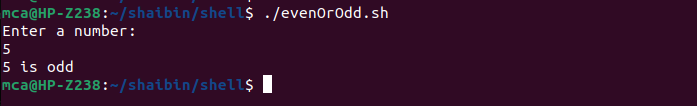 mca@HP-Z238:~/shaibin/shell$ ./evenOrOdd.sh
Enter a number:
5
5 is odd
mca@HP-Z238:~/shaibin/shell$